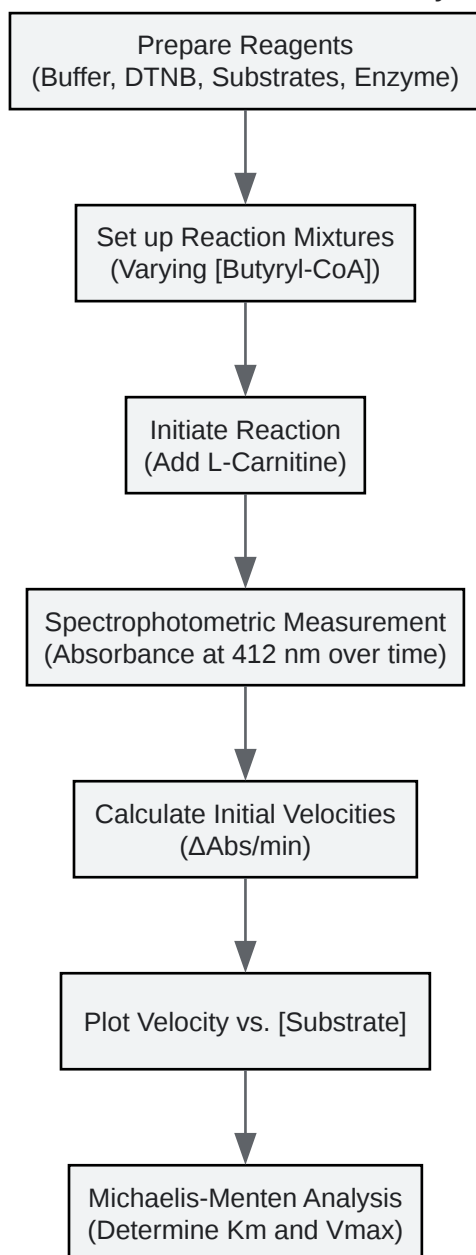 Prepare Reagents
(Buffer, DTNB, Substrates, Enzyme)
Set up Reaction Mixtures
(Varying [Butyryl-CoA])
Initiate Reaction
(Add L-Carnitine)
Spectrophotometric Measurement
(Absorbance at 412 nm over time)
Calculate Initial Velocities
(ΔAbs/min)
Plot Velocity vs. [Substrate]
Michaelis-Menten Analysis
(Determine Km and Vmax)